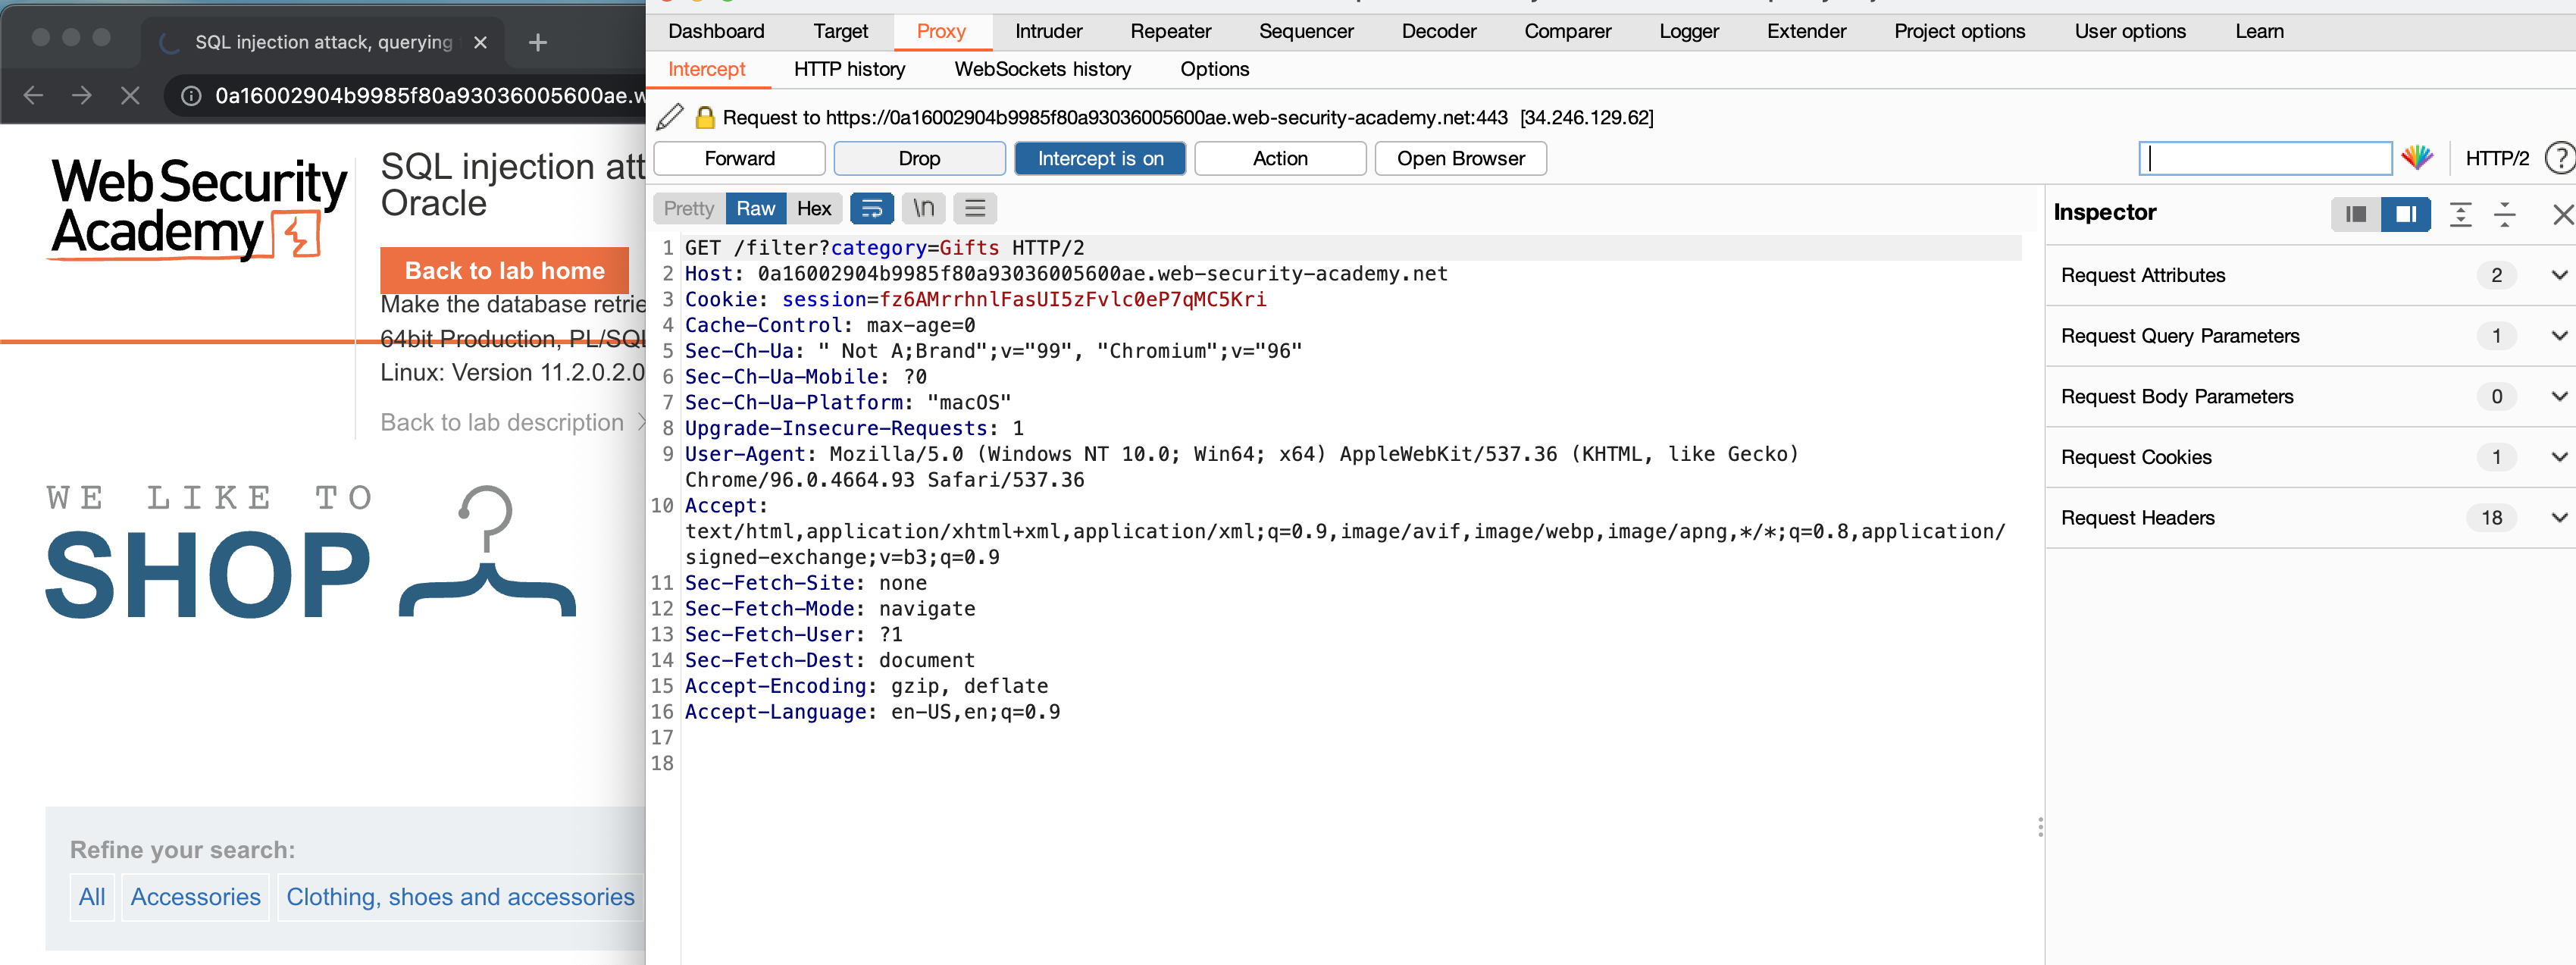 SQL injection attack, querying
0a16002904b9985f80a93036005600ae.w
Web Security
Academy
SQL injection att
Oracle
Back to lab home
Make the database retrie
64bit Production, PL/SQL
Linux: Version 11.2.0.2.0
Back to lab description
WE LIKE TO
SHOP
Refine your search:
All Accessories Clothing, shoes and accessories
Dashboard Target Proxy Intruder Repeater Sequencer Decoder Comparer Logger Extender Project options User options Learn
Intercept HTTP history WebSockets history Options
Request to https://0a16002904b9985f80a93036005600ae.web-security-academy.net:443 [34.246.129.62]
Forward Drop Intercept is on Action Open Browser HTTP/2 ?
Pretty Raw Hex \n
1 GET /filter?category=Gifts HTTP/2
2 Host: 0a16002904b9985f80a93036005600ae.web-security-academy.net
3 Cookie: session=fz6AMrrhnlFasUI5zFvlc0eP7qMC5Kri
4 Cache-Control: max-age=0
5 Sec-Ch-Ua: " Not A;Brand";v="99", "Chromium";v="96"
6 Sec-Ch-Ua-Mobile: ?0
7 Sec-Ch-Ua-Platform: "macOS"
8 Upgrade-Insecure-Requests: 1
9 User-Agent: Mozilla/5.0 (Windows NT 10.0; Win64; x64) AppleWebKit/537.36 (KHTML, like Gecko)
Chrome/96.0.4664.93 Safari/537.36
10 Accept:
text/html,application/xhtml+xml,application/xml;q=0.9,image/avif,image/webp,image/apng,*/*;q=0.8,application/
signed-exchange;v=b3;q=0.9
11 Sec-Fetch-Site: none
12 Sec-Fetch-Mode: navigate
13 Sec-Fetch-User: ?1
14 Sec-Fetch-Dest: document
15 Accept-Encoding: gzip, deflate
16 Accept-Language: en-US,en;q=0.9
17
18
Inspector
Request Attributes 2
Request Query Parameters 1
Request Body Parameters 0
Request Cookies 1
Request Headers 18